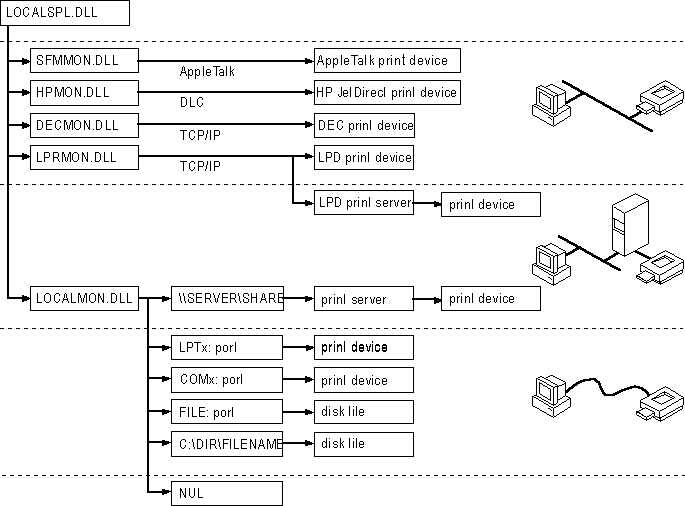 LOCALSPL.DLL
SFMMON.DLL
AppleTalk
AppleTalk print device
HPMON.DLL
DLC
HP JelDirecl prinl device
DECMON.DLL
TCP/IP
DEC prinl device
LPRMON.DLL
TCP/IP
LPD prinl device
LPD prinl server
prinl device
LOCALMON.DLL
\\SERVER\SHARE
prinl server
prinl device
LPTx: porl
prinl device
COMx: porl
prinl device
FILE: porl
disk lile
C:\DIR\FILENAME
disk lile
NUL